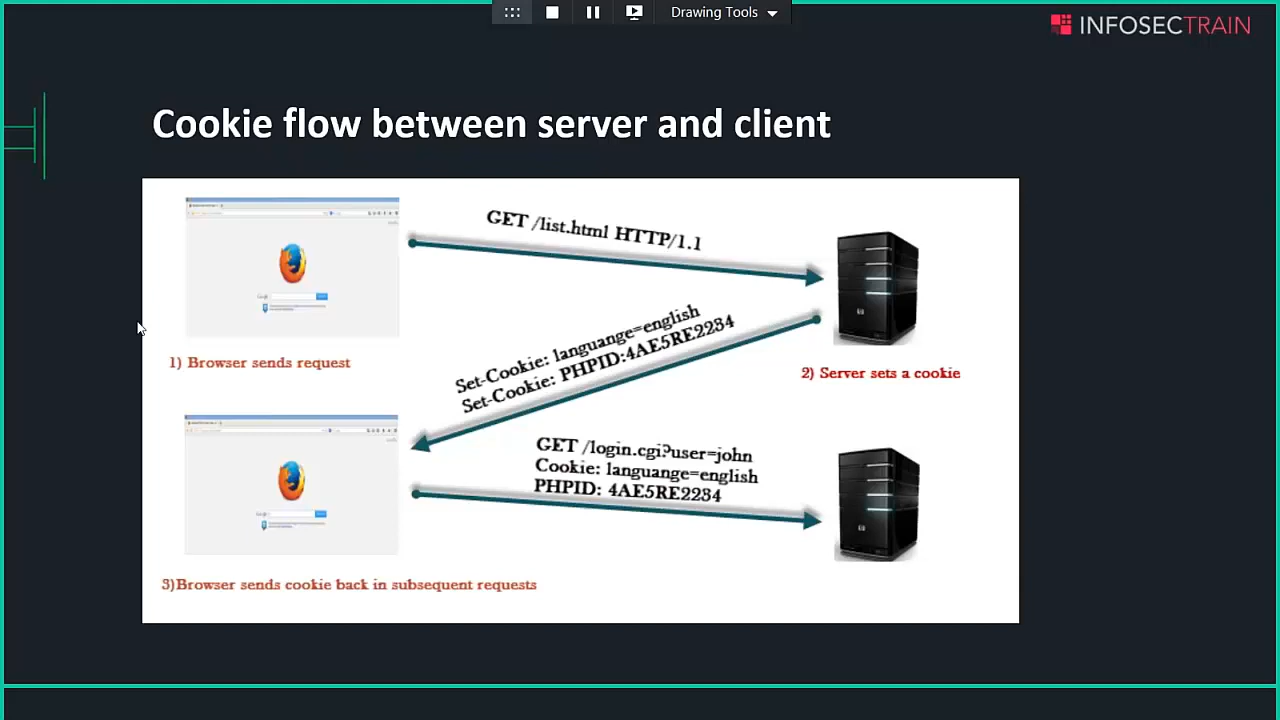 Drawing Tools
INFOSECTRAIN
Cookie flow between server and client
GET /list.html HTTP/1.1
Set-Cookie: languange=english
Set-Cookie: PHPID:4AE5RE2234
1) Browser sends request
2) Server sets a cookie
GET /login.cgi?user=john
Cookie: languange=english
PHPID: 4AE5RE2234
3)Browser sends cookie back in subsequent requests